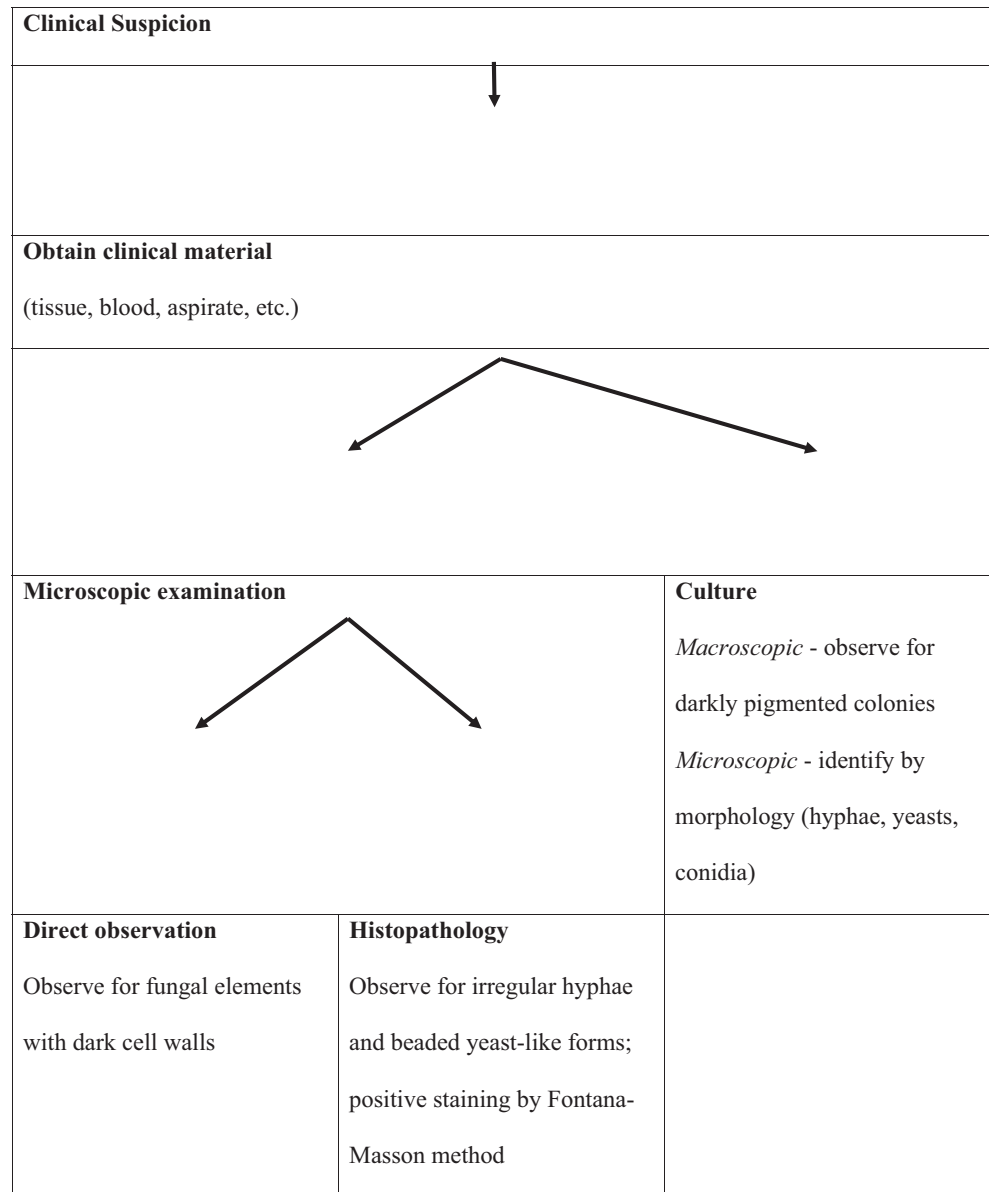 Clinical Suspicion
Obtain clinical material
(tissue, blood, aspirate, etc.)
Microscopic examination
Culture
Macroscopic - observe for
darkly pigmented colonies
Microscopic - identify by
morphology (hyphae, yeasts,
conidia)
Direct observation
Observe for fungal elements
with dark cell walls
Histopathology
Observe for irregular hyphae
and beaded yeast-like forms;
positive staining by Fontana-
Masson method